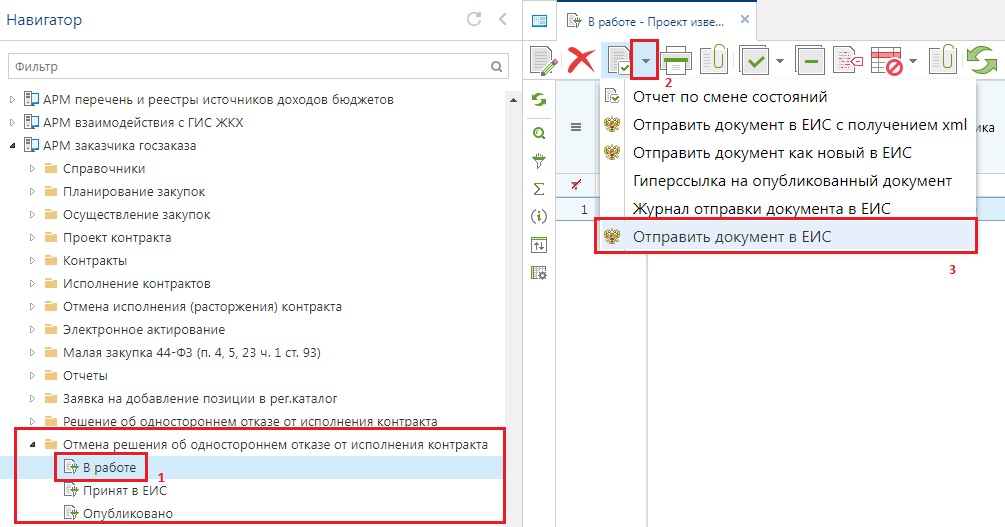 Навигатор
Фильтр
АРМ перечень и реестры источников доходов бюджетов
АРМ взаимодействия с ГИС ЖКХ
АРМ заказчика госзаказа
Справочники
Планирование закупок
Осуществление закупок
Проект контракта
Контракты
Исполнение контрактов
Отмена исполнения (расторжения) контракта
Электронное актирование
Малая закупка 44-ФЗ (п. 4, 5, 23 ч. 1 ст. 93)
Отчеты
Заявка на добавление позиции в рег.каталог
Решение об одностороннем отказе от исполнения контракта
Отмена решения об одностороннем отказе от исполнения контракта
В работе
1
Принят в ЕИС
Опубликовано
В работе - Проект изве...
2
Отчет по смене состояний
Отправить документ в ЕИС с получением xml
ика
Отправить документ как новый в ЕИС
Гиперссылка на опубликованный документ
1
Журнал отправки документа в ЕИС
Отправить документ в ЕИС
3